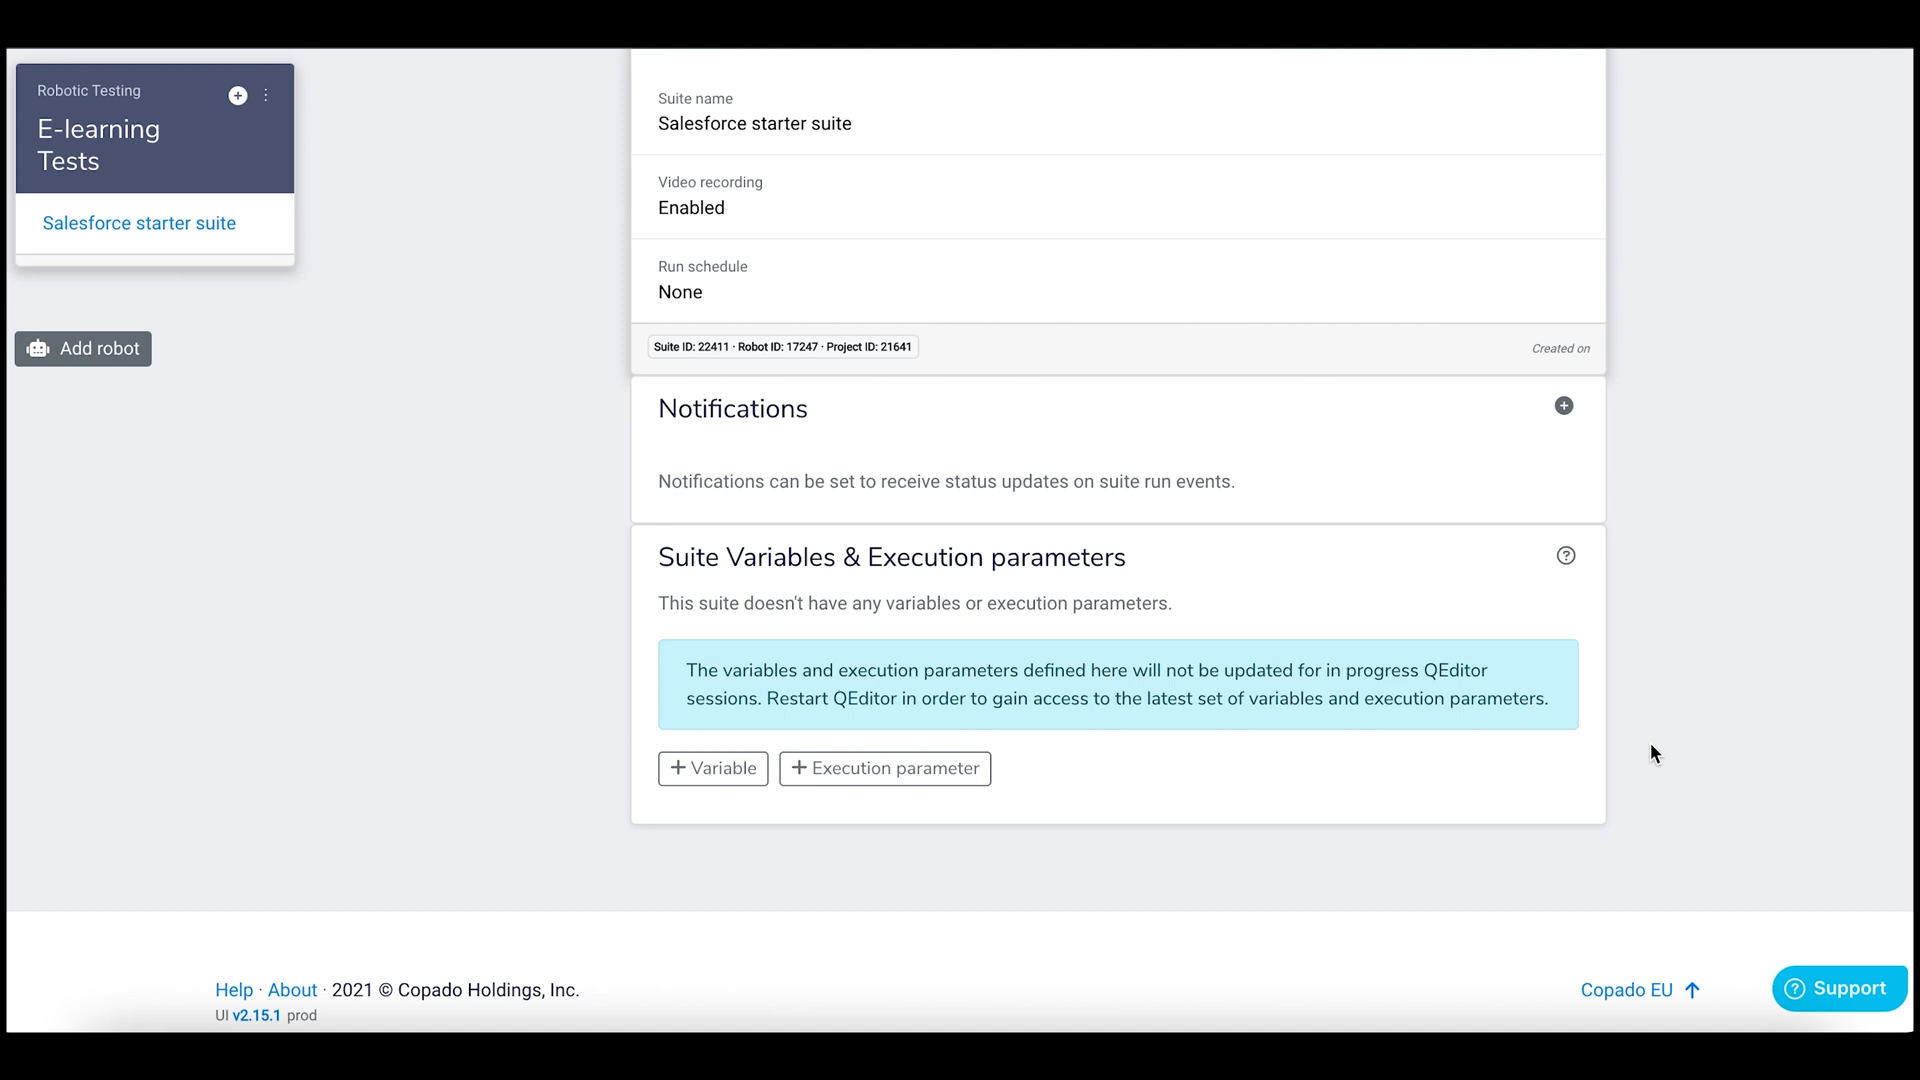 Robotic Testing
E-learning
Tests
Salesforce starter suite
Add robot
Suite name
Salesforce starter suite
Video recording
Enabled
Run schedule
None
Suite ID: 22411 · Robot ID: 17247 · Project ID: 21641
Created on
Notifications
Notifications can be set to receive status updates on suite run events.
Suite Variables & Execution parameters
This suite doesn't have any variables or execution parameters.
The variables and execution parameters defined here will not be updated for in progress QEditor
sessions. Restart QEditor in order to gain access to the latest set of variables and execution parameters.
+ Variable
+ Execution parameter
Help · About · 2021 © Copado Holdings, Inc.
UI v2.15.1 prod
Copado EU ↑
Support